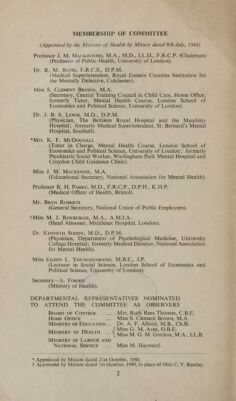 MEMBERSHIP OF COMMITTEE
(Appointed by the Minister of Health by Minute dated 8th July, 1948)
Professor J. M. MACKINTOSH, M.A., M.D., LL.D., F.R.C.P. (Chairman)
(Professor of Public Health, University of London).
Dr. R. M. BATES, F.R.C.S., D.P.M.
(Medical Superintendent, Royal Eastern Counties Institution for
the Mentally Defective, Colchester).
Miss S. CLEMENT BROWN, M.A.
(Secretary, Central Training Council in Child Care, Home Office;
formerly Tutor, Mental Health Course, London School of
Economics and Political Science, University of London).
Dr. J. B. S. LEWIS, M.D., D.P.M.
(Physician, The Bethlem Royal Hospital and the Maudsley
Hospital; formerly Medical Superintendent, St. Bernard's Mental
Hospital, Southall).
*Mrs. K. F. MCDOUGALL
(Tutor in Charge, Mental Health Course, London School of
Economics and Political Science, University of London; formerly
Psychiatric Social Worker, Warlingham Park Mental Hospital and
Croydon Child Guidance Clinic).
Miss J. M. MACKENZIE, M.A.
(Educational Secretary, National Association for Mental Health).
Professor R. H. PARRY, M.D., F.R.C.P., D.P.H., K.H.P.
(Medical Officer of Health, Bristol).
Mr. BRYN ROBERTS
(General Secretary, National Union of Public Employees).
†Miss M. J. ROXBURGH, M.A., A.M.I.A.
(Head Almoner, Middlesex Hospital, London).
Dr. KENNETH SODDY, M.D., D.P.M.
(Physician, Department of Psychological Medicine, University
College Hospital; formerly Medical Director, National Association
for Mental Health).
Miss EILEEN L. YOUNGHUSBAND, M.B.E., J.P.
(Lecturer in Social Science, London School of Economics and
Political Science, University of London).
Secretary—A. FORBES
(Ministry of Health).
DEPARTMENTAL REPRESENTATIVES NOMINATED
TO ATTEND THE COMMITTEE AS OBSERVERS
BOARD OF CONTROL ... Mrs. Ruth Rees Thomas, C.B.E.
HOME OFFICE ... Miss S. Clement Brown, M.A.
MINISTRY OF EDUCATION... Dr. A. F. Alford, M.B., Ch.B.
MINISTRY OF HEALTH ... { Miss G. M. Aves, O.B.E.
Miss M. G. M. Gordon, M.A., LL.B.
MINISTRY OF LABOUR AND
NATIONAL SERVICE ... Miss M. Hayward.
* Appointed by Minute dated 21st October, 1948.
† Appointed by Minute dated 1st October, 1948, in place of Miss C. V. Bawtley.
2